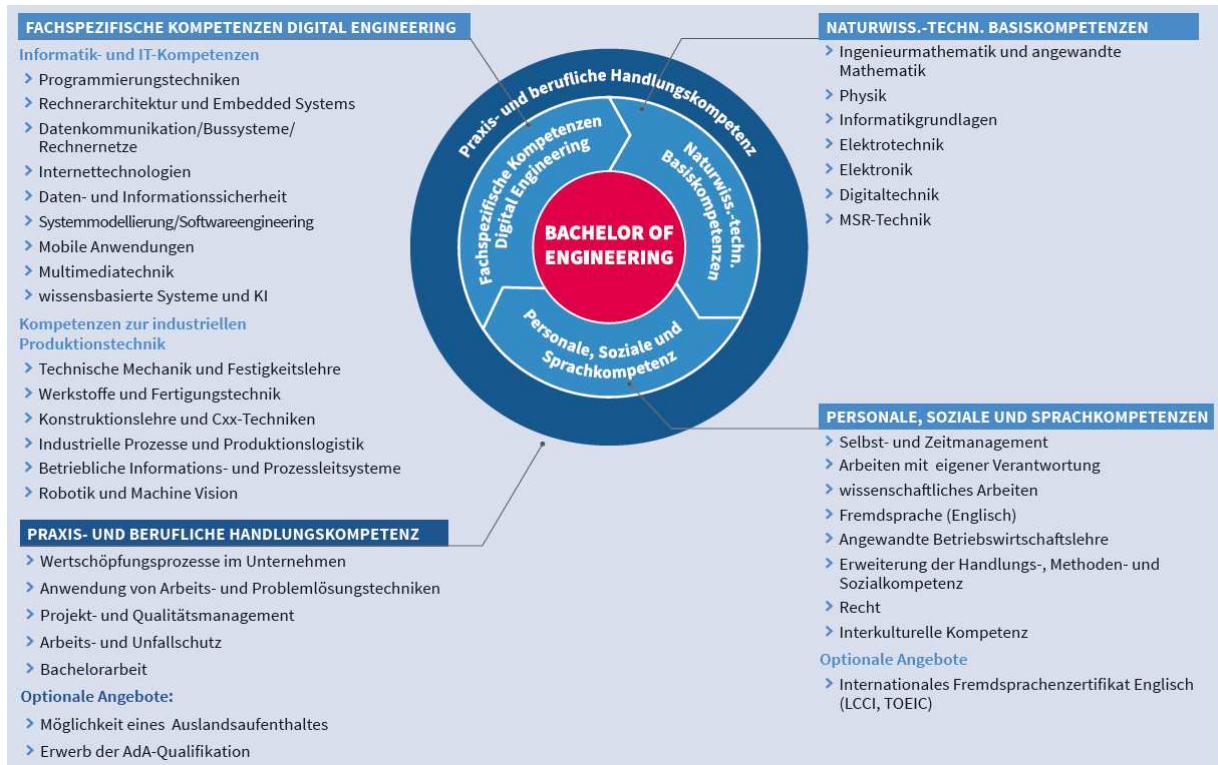 FACHSPEZIFISCHE KOMPETENZEN DIGITAL ENGINEERING
Informatik- und IT-Kompetenzen
> Programmierungstechniken
> Rechnerarchitektur und Embedded Systems
> Datenkommunikation/Bussysteme/
Rechnernetze
> Internettechnologien
> Daten- und Informationssicherheit
> Systemmodellierung/Softwareengineering
> Mobile Anwendungen
> Multimediatechnik
> wissensbasierte Systeme und KI
Kompetenzen zur industriellen
Produktionstechnik
> Technische Mechanik und Festigkeitslehre
> Werkstoffe und Fertigungstechnik
> Konstruktionslehre und Cxx-Techniken
> Industrielle Prozesse und Produktionslogistik
> Betriebliche Informations- und Prozessleitsysteme
> Robotik und Machine Vision
PRAXIS- UND BERUFLICHE HANDLUNGSKOMPETENZ
> Wertschöpfungsprozesse im Unternehmen
> Anwendung von Arbeits- und Problemlösungstechniken
> Projekt- und Qualitätsmanagement
> Arbeits- und Unfallschutz
> Bachelorarbeit
Optionale Angebote:
> Möglichkeit eines Auslandsaufenthaltes
> Erwerb der AdA-Qualifikation
Praxis- und berufliche Handlungskompetenz
Fachspezifische Kompetenzen
Digital Engineering
Naturwiss.-techn.
Basiskompetenzen
BACHELOR OF
ENGINEERING
Personale, Soziale und
Sprachkompetenz
NATURWISS.-TECHN. BASISKOMPETENZEN
> Ingenieurmathematik und angewandte
Mathematik
> Physik
> Informatikgrundlagen
> Elektrotechnik
> Elektronik
> Digitaltechnik
> MSR-Technik
PERSONALE, SOZIALE UND SPRACHKOMPETENZEN
> Selbst- und Zeitmanagement
> Arbeiten mit eigener Verantwortung
> wissenschaftliches Arbeiten
> Fremdsprache (Englisch)
> Angewandte Betriebswirtschaftslehre
> Erweiterung der Handlungs-, Methoden- und
Sozialkompetenz
> Recht
> Interkulturelle Kompetenz
Optionale Angebote
> Internationales Fremdsprachenzertifikat Englisch
(LCCI, TOEIC)